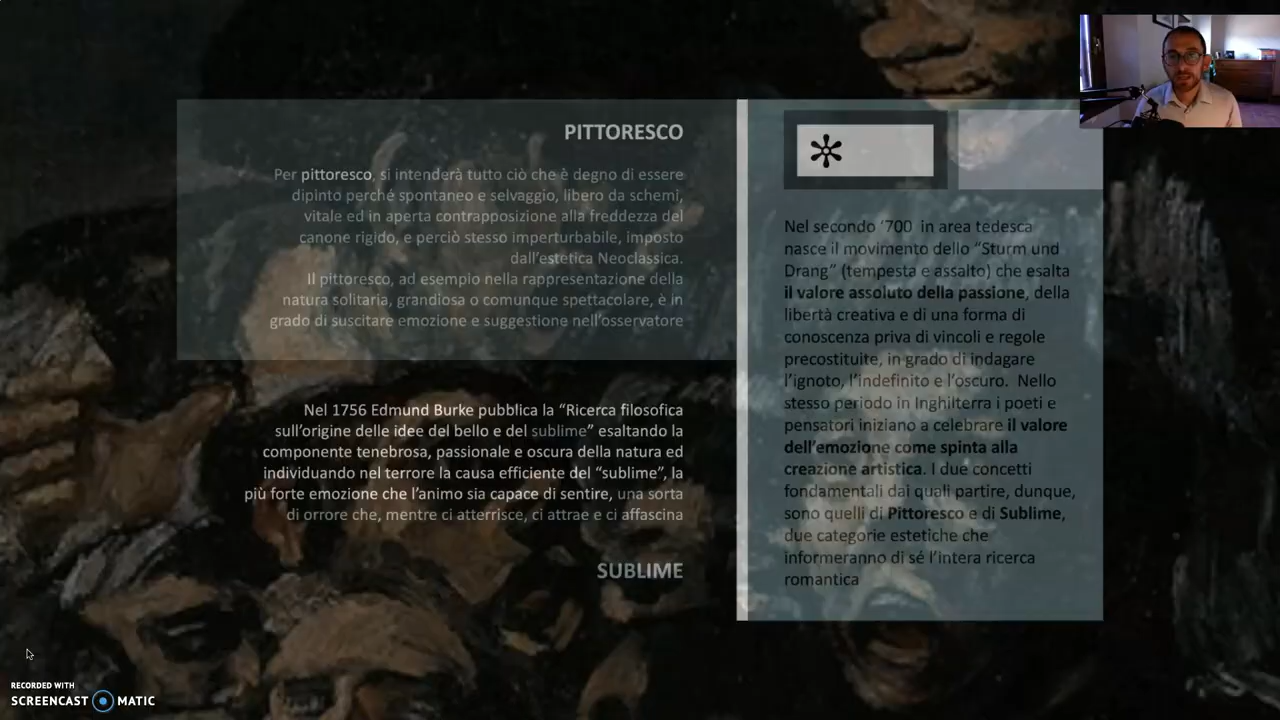 PITTORESCO
Per pittoresco, si intenderà tutto ciò che è degno di essere
dipinto perché spontaneo e selvaggio, libero da schemi,
vitale ed in aperta contrapposizione alla freddezza del
canone rigido, e perciò stesso imperturbabile, imposto
dall’estetica Neoclassica.
Il pittoresco, ad esempio nella rappresentazione della
natura solitaria, grandiosa o comunque spettacolare, è in
grado di suscitare emozione e suggestione nell’osservatore
Nel 1756 Edmund Burke pubblica la “Ricerca filosofica
sull’origine delle idee del bello e del sublime” esaltando la
componente tenebrosa, passionale e oscura della natura ed
individuando nel terrore la causa efficiente del “sublime”, la
più forte emozione che l’animo sia capace di sentire, una sorta
di orrore che, mentre ci atterrisce, ci attrae e ci affascina
SUBLIME
Nel secondo ‘700 in area tedesca
nasce il movimento dello “Sturm und
Drang” (tempesta e assalto) che esalta
il valore assoluto della passione, della
libertà creativa e di una forma di
conoscenza priva di vincoli e regole
precostituite, in grado di indagare
l’ignoto, l’indefinito e l’oscuro. Nello
stesso periodo in Inghilterra i poeti e
pensatori iniziano a celebrare il valore
dell’emozione come spinta alla
creazione artistica. I due concetti
fondamentali dai quali partire, dunque,
sono quelli di Pittoresco e di Sublime,
due categorie estetiche che
informeranno di sé l’intera ricerca
romantica
RECORDED WITH
SCREENCAST MATIC